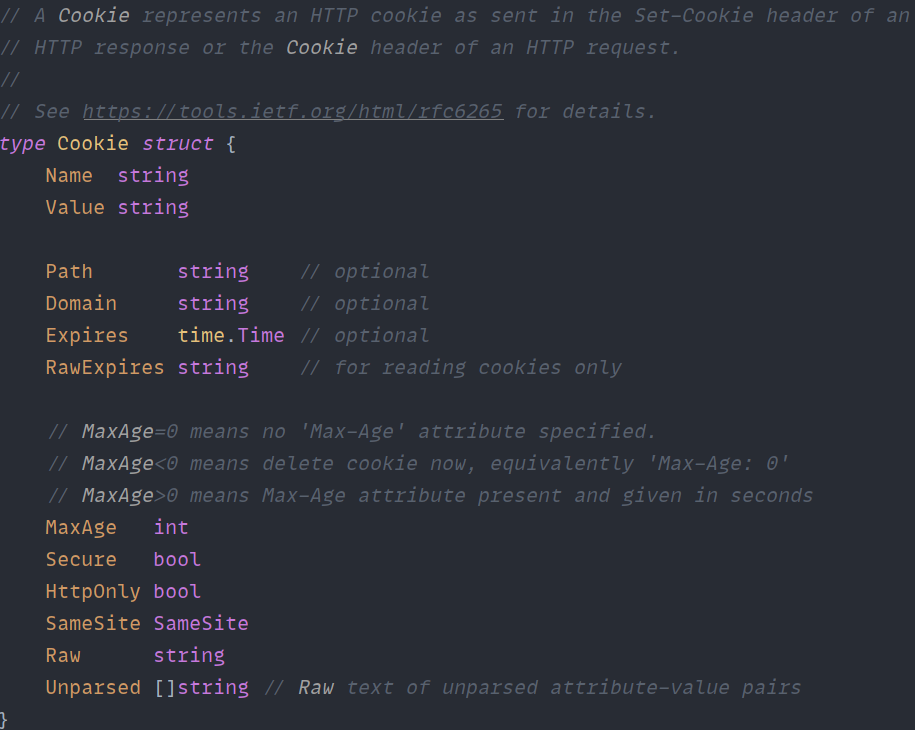 // A Cookie represents an HTTP cookie as sent in the Set-Cookie header of an
// HTTP response or the Cookie header of an HTTP request.
//
// See https://tools.ietf.org/html/rfc6265 for details.
type Cookie struct {
    Name  string
    Value string

    Path       string    // optional
    Domain     string    // optional
    Expires    time.Time // optional
    RawExpires string    // for reading cookies only

    // MaxAge=0 means no 'Max-Age' attribute specified.
    // MaxAge<0 means delete cookie now, equivalently 'Max-Age: 0'
    // MaxAge>0 means Max-Age attribute present and given in seconds
    MaxAge   int
    Secure   bool
    HttpOnly bool
    SameSite SameSite
    Raw      string
    Unparsed []string // Raw text of unparsed attribute-value pairs
}